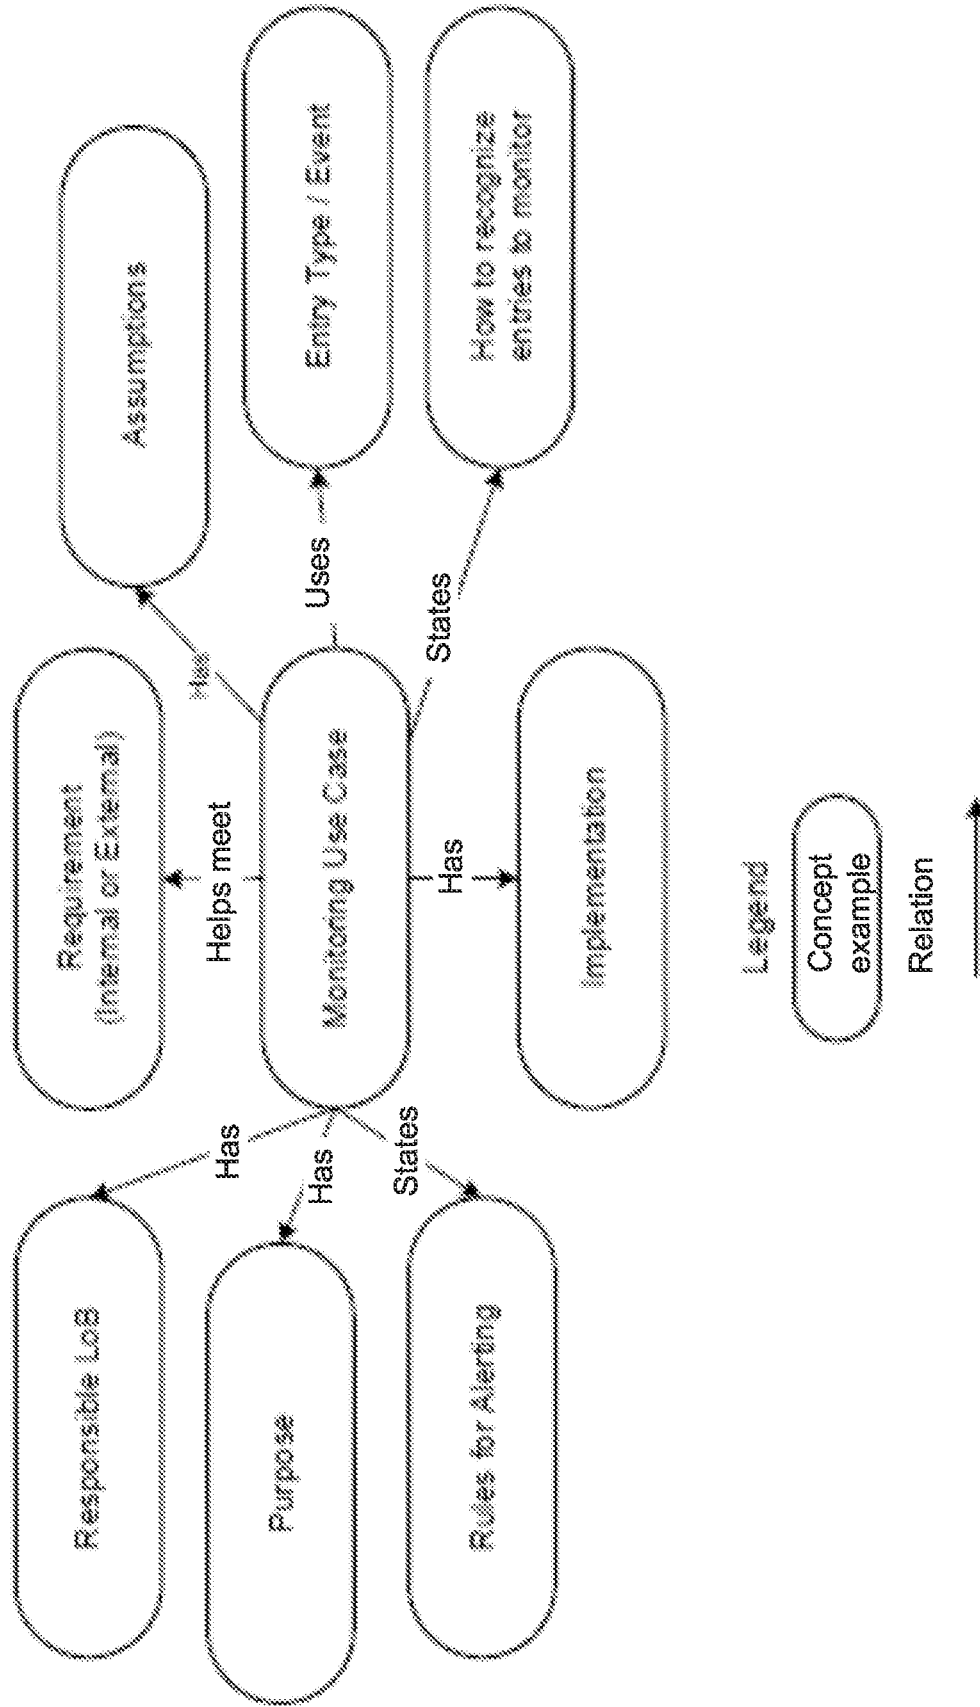 Responsible LoB
Has
Requirement
(Internal or External)
Helps meet
Assumptions
Has
Purpose
Has
Monitoring Use Case
Uses
Entry Type / Event
Rules for Alerting
States
Has
Implementation
States
How to recognize
entries to monitor
Legend
Concept
example
Relation